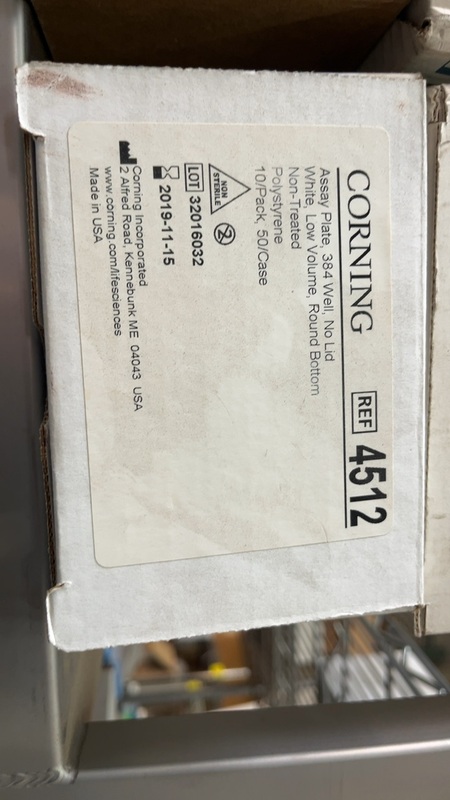 CORNING REF 4512
Assay Plate, 384 Well, No Lid
White, Low Volume, Round Bottom
Non-Treated
Polystyrene
10/Pack, 50/Case
NON
STERILE
2
LOT 32016032
2019-11-15
Corning Incorporated
2 Alfred Road, Kennebunk ME 04043 USA
www.corning.com/lifesciences
Made in USA